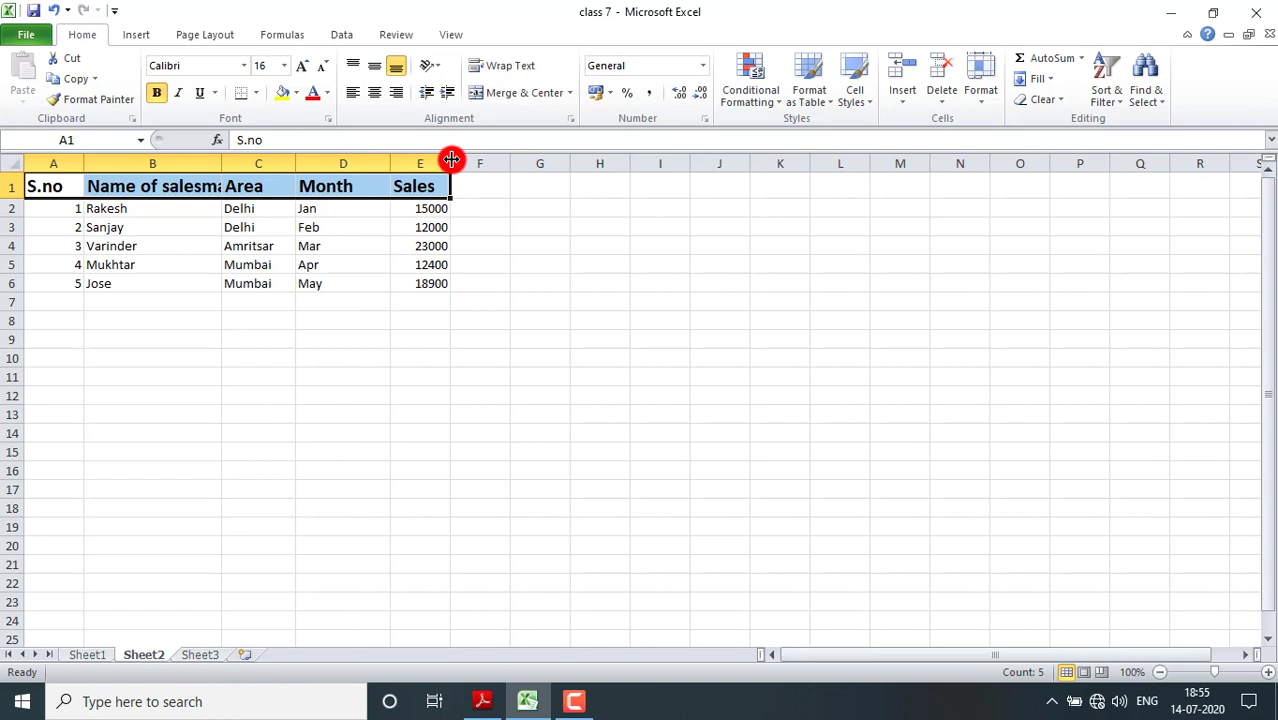 class 7 - Microsoft Excel
File Home Insert Page Layout Formulas Data Review View
Paste
Cut
Copy
Format Painter
Clipboard
Calibri 16
B I U A
Font
Wrap Text
Merge & Center
Alignment
General
% ,
Number
Conditional Formatting
Format as Table
Cell Styles
Styles
Insert Delete Format
Cells
Σ AutoSum
Fill
Clear
Sort & Filter
Find & Select
Editing
A1 fx S.no
A B C D E F G H I J K L M N O P Q R S
1 S.no Name of salesma Area Month Sales
2 1 Rakesh Delhi Jan 15000
3 2 Sanjay Delhi Feb 12000
4 3 Varinder Amritsar Mar 23000
5 4 Mukhtar Mumbai Apr 12400
6 5 Jose Mumbai May 18900
7
8
9
10
11
12
13
14
15
16
17
18
19
20
21
22
23
24
25
Sheet1 Sheet2 Sheet3
Ready Count: 5 100%
Type here to search
ENG
18:55
14-07-2020